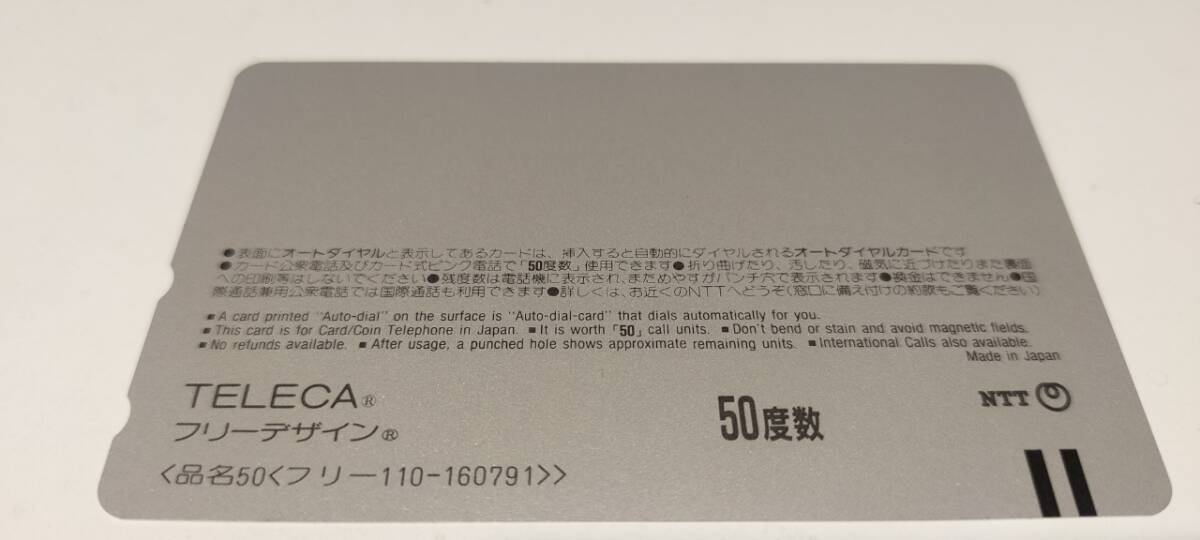 ●表面にオートダイヤルと表示してあるカードは、挿入すると自動的にダイヤルされるオートダイヤルカードです
●カード公衆電話及びカード式ピンク電話で「50度数」使用できます●折り曲げたり、汚したり、磁気に近づけたりまた表面
への印刷等はしないでください●残度数は電話機に表示され、まためやすがパンチ穴で表示されます●換金はできません●国
際通話兼用公衆電話では国際通話も利用できます●詳しくは、お近くのNTTへどうぞ(窓口に備え付けの約款もご覧ください)
■A card printed "Auto-dial" on the surface is "Auto-dial-card" that dials automatically for you.
■This card is for Card/Coin Telephone in Japan. ■It is worth「50」call units. ■Don't bend or stain and avoid magnetic fields.
■No refunds available. ■After usage, a punched hole shows approximate remaining units. ■International Calls also available.
Made in Japan
TELECA®
フリーデザイン®
50度数
NTT
<品名50<フリー110-160791>>